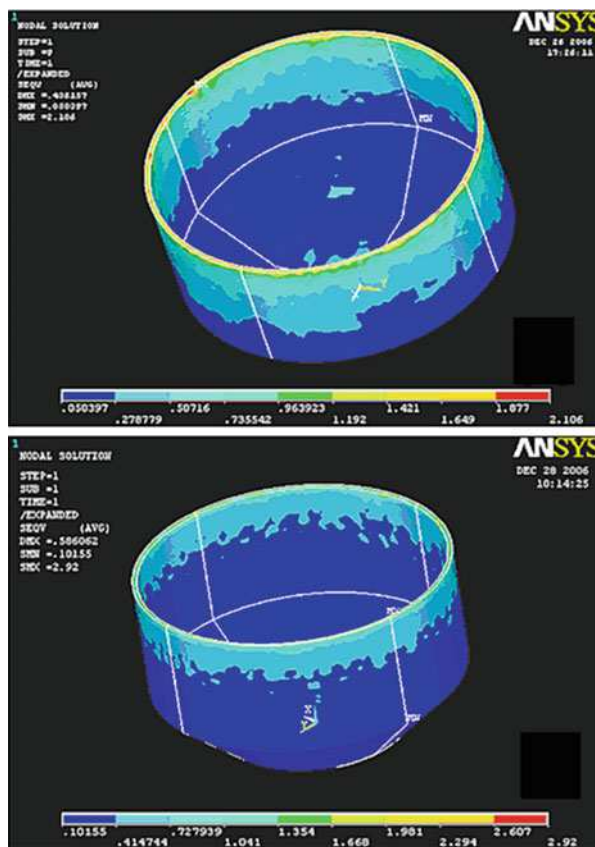 1
NODAL SOLUTION
STEP=1
SUB =9
TIME=1
/EXPANDED
SEQV (AVG)
SMN =.050397
SMX =2.106
ANSYS
DEC 26 2006
17:26:11
MN
.050397 .50716 .963923 1.421 1.877
.278779 .735542 1.192 1.649 2.106
1
NODAL SOLUTION
STEP=1
SUB =1
TIME=1
/EXPANDED
SEQV (AVG)
DMX =.586062
SMN =.10155
SMX =2.92
ANSYS
DEC 28 2006
10:14:25
.10155 .727939 1.354 1.981 2.607
.414744 1.041 1.668 2.294 2.92